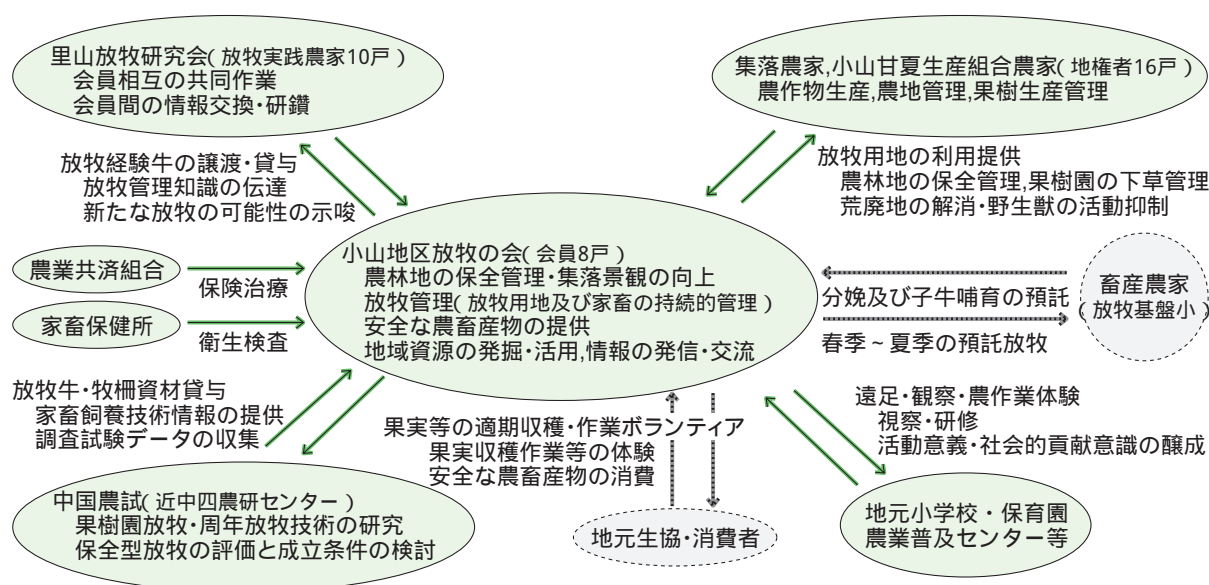 里山放牧研究会(放牧実践農家10戸)
会員相互の共同作業
会員間の情報交換・研鑽
集落農家,小山甘夏生産組合農家(地権者16戸)
農作物生産,農地管理,果樹生産管理
放牧経験牛の譲渡・貸与
放牧管理知識の伝達
新たな放牧の可能性の示唆
放牧用地の利用提供
農林地の保全管理,果樹園の下草管理
荒廃地の解消・野生獣の活動抑制
農業共済組合
保険治療
家畜保健所
衛生検査
小山地区放牧の会(会員8戸)
農林地の保全管理・集落景観の向上
放牧管理(放牧用地及び家畜の持続的管理)
安全な農畜産物の提供
地域資源の発掘・活用,情報の発信・交流
分娩及び子牛哺育の預託
春季~夏季の預託放牧
畜産農家
(放牧基盤小)
放牧牛・牧柵資材貸与
家畜飼養技術情報の提供
調査試験データの収集
果実等の適期収穫・作業ボランティア
果実収穫作業等の体験
安全な農畜産物の消費
遠足・観察・農作業体験
視察・研修
活動意義・社会的貢献意識の醸成
中国農試(近中四農研センター)
果樹園放牧・周年放牧技術の研究
保全型放牧の評価と成立条件の検討
地元生協・消費者
地元小学校・保育園
農業普及センター等